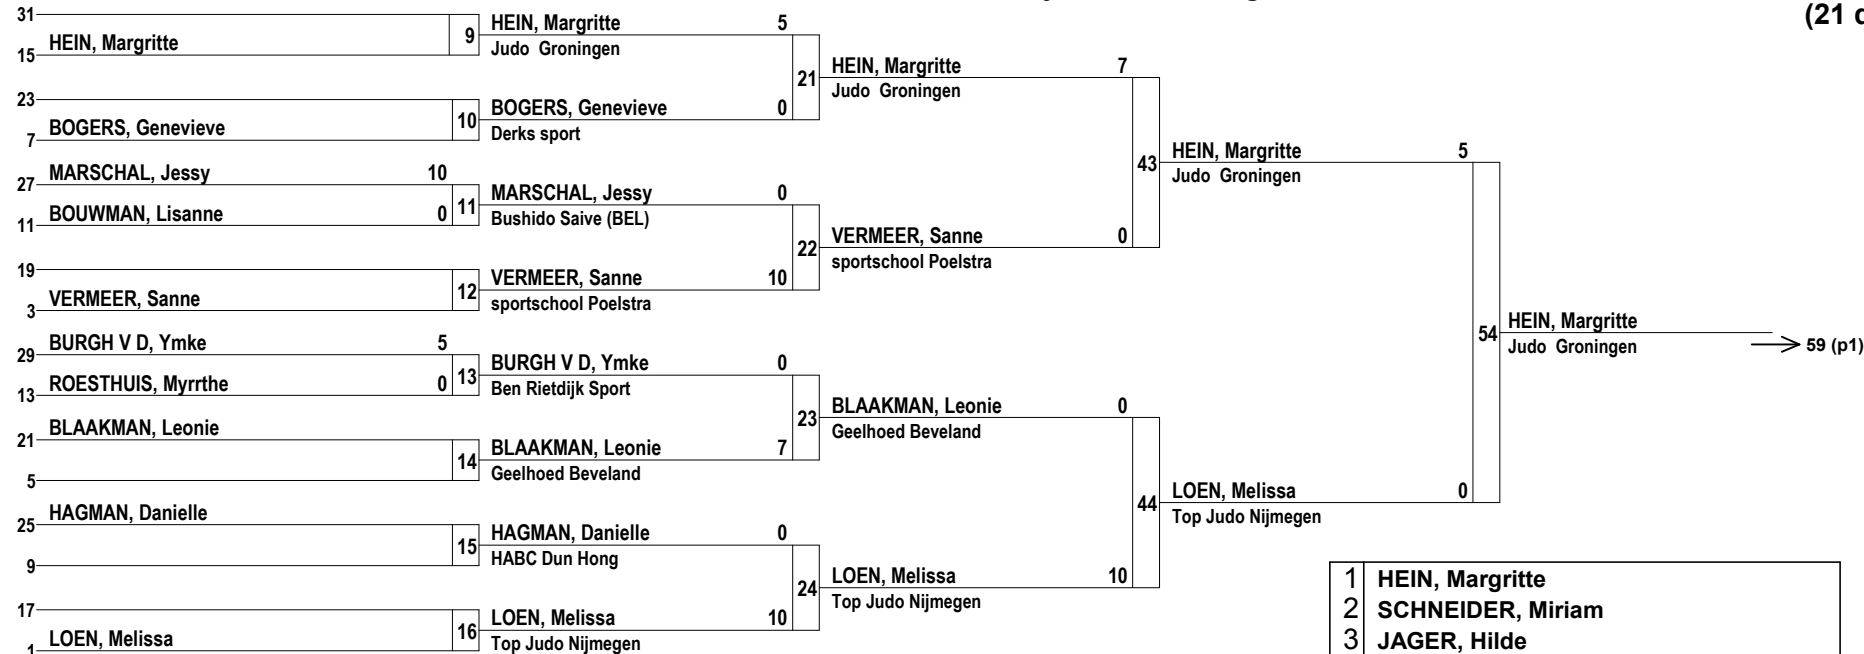 (21 d
31
HEIN, Margritte
15
9
HEIN, Margritte 5
Judo Groningen
23
BOGERS, Genevieve
7
10
BOGERS, Genevieve 0
Derks sport
21
HEIN, Margritte 7
Judo Groningen
27
MARSCHAL, Jessy 10
11
BOUWMAN, Lisanne 0
11
MARSCHAL, Jessy 0
Bushido Saive (BEL)
19
VERMEER, Sanne
3
12
VERMEER, Sanne 10
sportschool Poelstra
22
VERMEER, Sanne 0
sportschool Poelstra
43
HEIN, Margritte 5
Judo Groningen
29
BURGH V D, Ymke 5
13
ROESTHUIS, Myrrthe 0
13
BURGH V D, Ymke 0
Ben Rietdijk Sport
21
BLAAKMAN, Leonie
5
14
BLAAKMAN, Leonie 7
Geelhoed Beveland
23
BLAAKMAN, Leonie 0
Geelhoed Beveland
25
HAGMAN, Danielle
9
15
HAGMAN, Danielle 0
HABC Dun Hong
17
LOEN, Melissa
1
16
LOEN, Melissa 10
Top Judo Nijmegen
24
LOEN, Melissa 10
Top Judo Nijmegen
44
LOEN, Melissa 0
Top Judo Nijmegen
54
HEIN, Margritte
Judo Groningen
59 (p1)
1 HEIN, Margritte
2 SCHNEIDER, Miriam
3 JAGER, Hilde